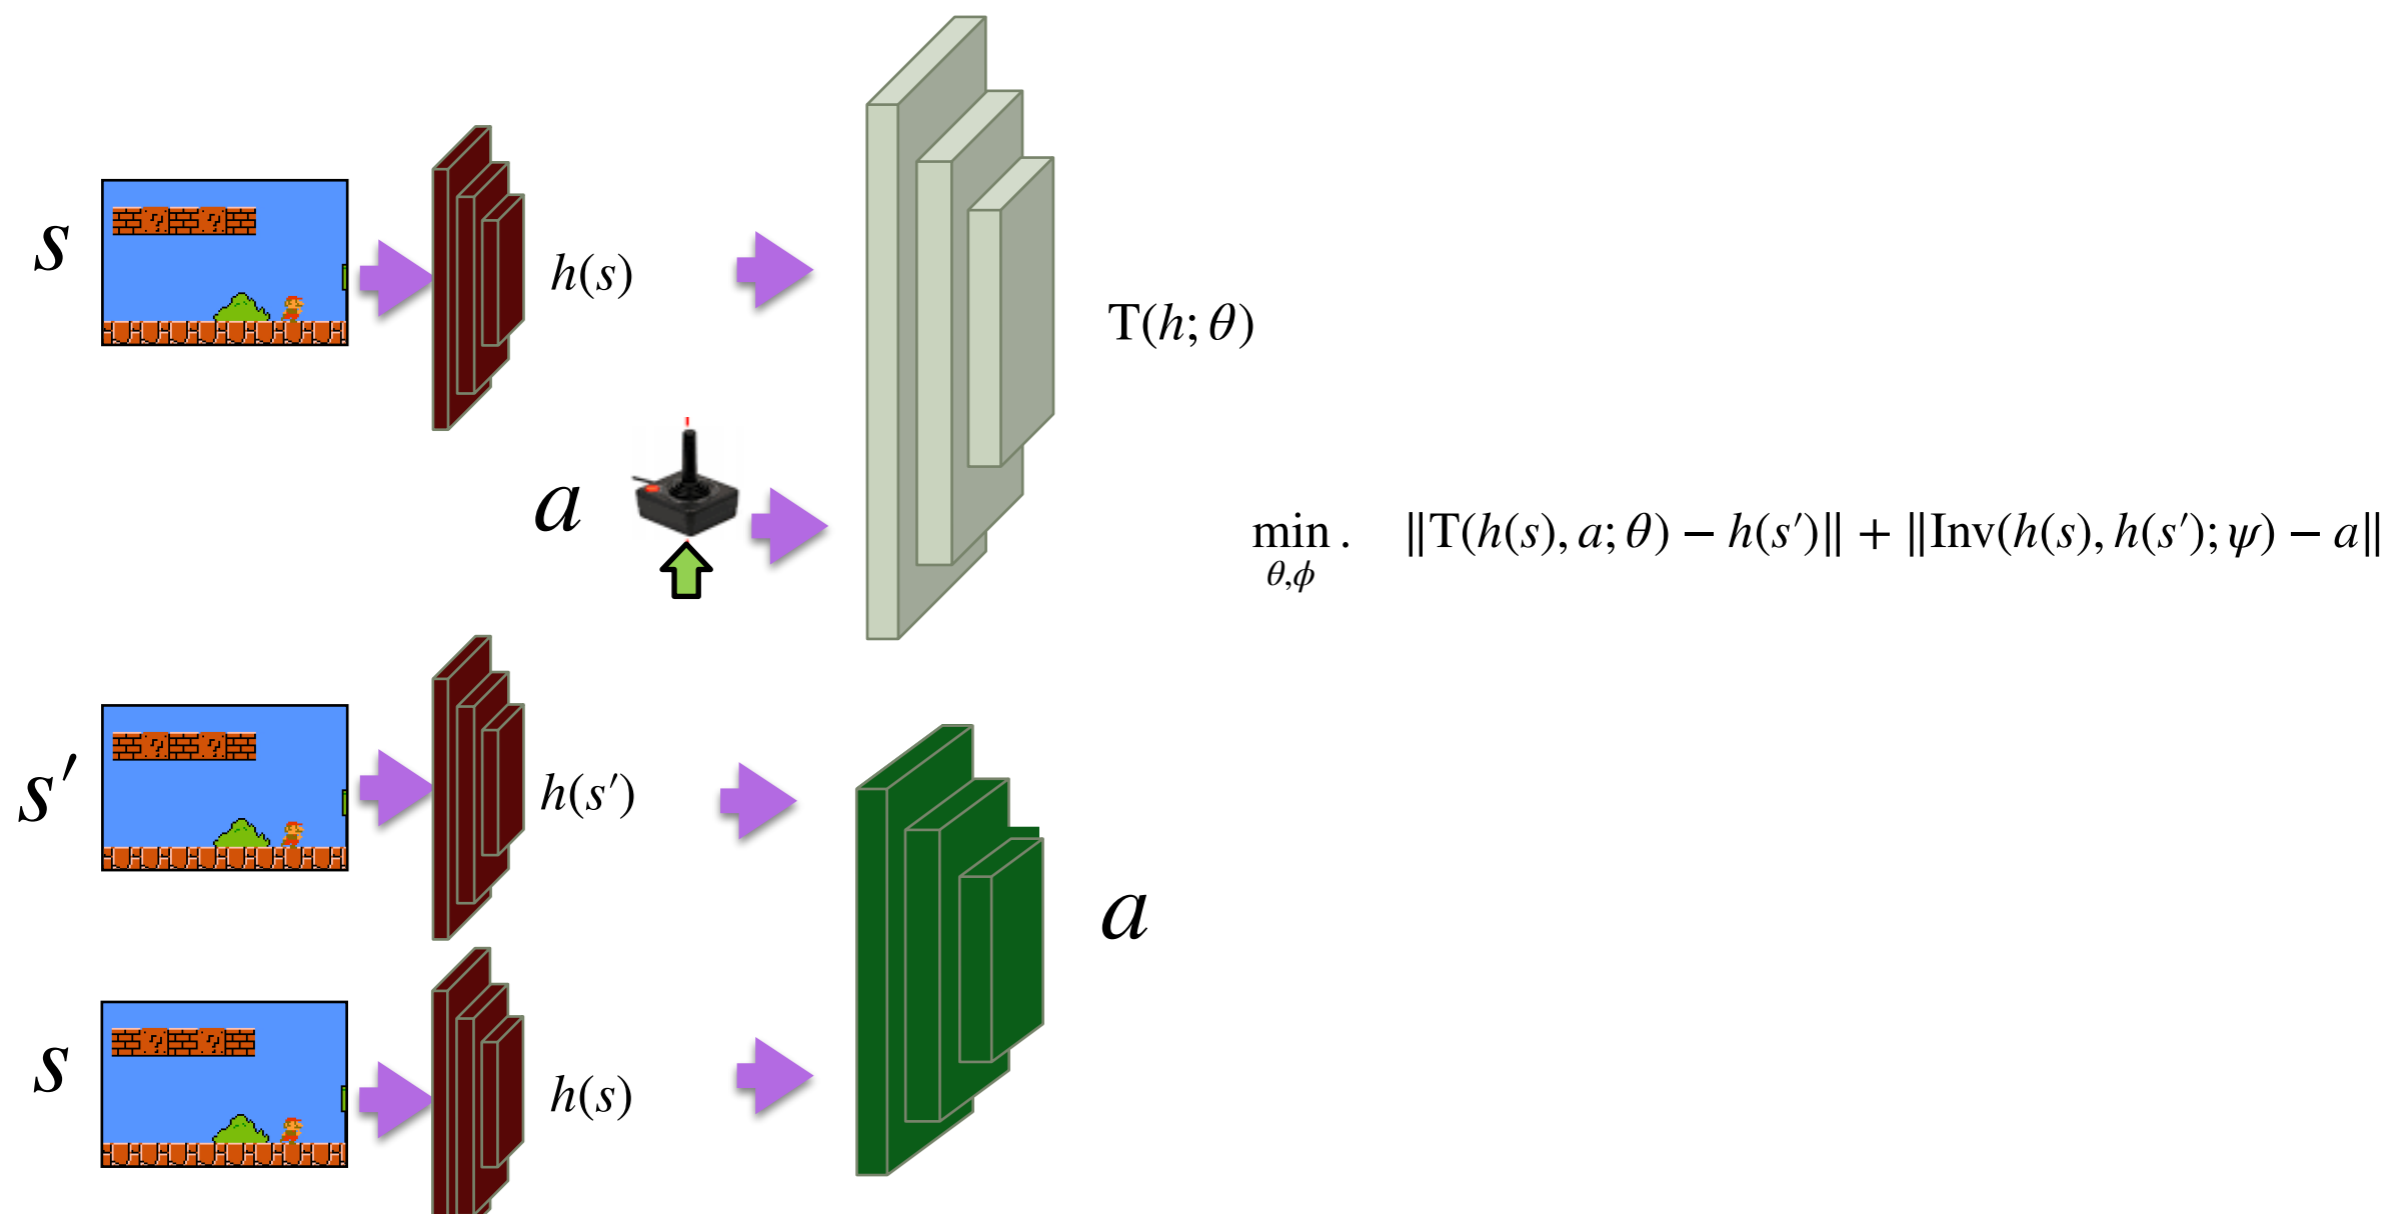 s
h(s)
T(h; θ)
a
min . ‖T(h(s), a; θ) − h(s′)‖ + ‖Inv(h(s), h(s′); ψ) − a‖
θ,ϕ
s′
h(s′)
a
s
h(s)